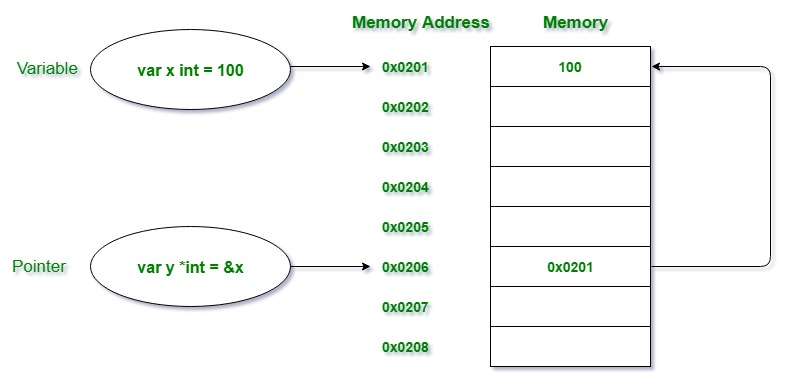 Memory Address Memory
Variable var x int = 100 0x0201 100
0x0202
0x0203
0x0204
0x0205
Pointer var y *int = &x 0x0206 0x0201
0x0207
0x0208